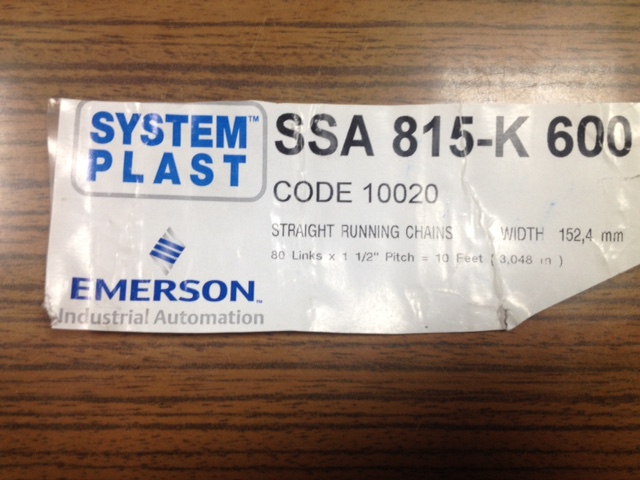 SYSTEM™
PLAST
SSA 815-K 600
CODE 10020
STRAIGHT RUNNING CHAINS WIDTH 152,4 mm
80 Links x 1 1/2" Pitch = 10 Feet ( 3,048 m )
EMERSON™
Industrial Automation